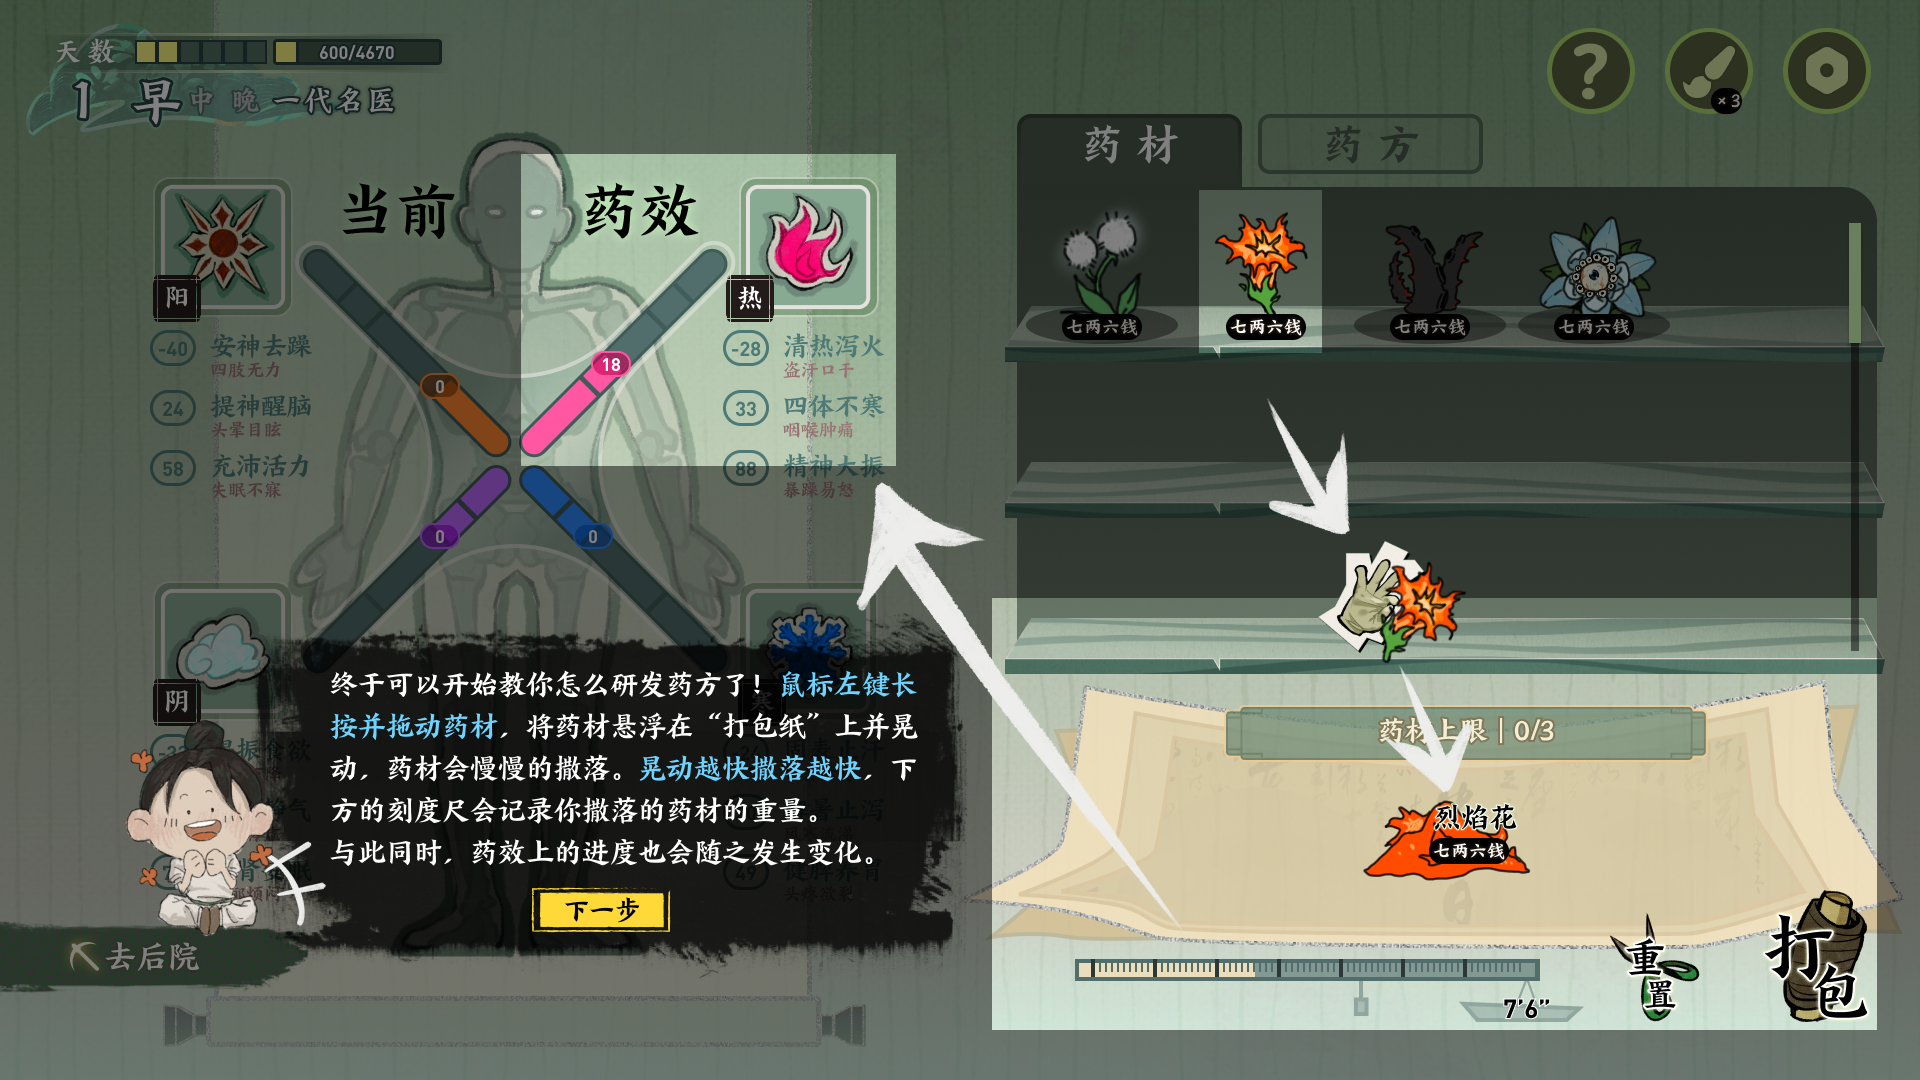 天数
600/4670
1 早 中 晚 一代名医
×3
药材
药方
当前 药效
阳
热
-40 安神去躁
四肢无力
24 提神醒脑
头晕目眩
58 充沛活力
失眠不寐
0
18
0
0
-28 清热泻火
盗汗口干
33 四体不寒
咽喉肿痛
88 精神大振
暴躁易怒
七两六钱
七两六钱
七两六钱
七两六钱
阴
终于可以开始教你怎么研发药方了！鼠标左键长
按并拖动药材，将药材悬浮在“打包纸”上并晃
动，药材会慢慢的撒落。晃动越快撒落越快，下
方的刻度尺会记录你撒落的药材的重量。
与此同时，药效上的进度也会随之发生变化。
下一步
去后院
药材上限｜0/3
烈焰花
七两六钱
7'6”
重置
打包